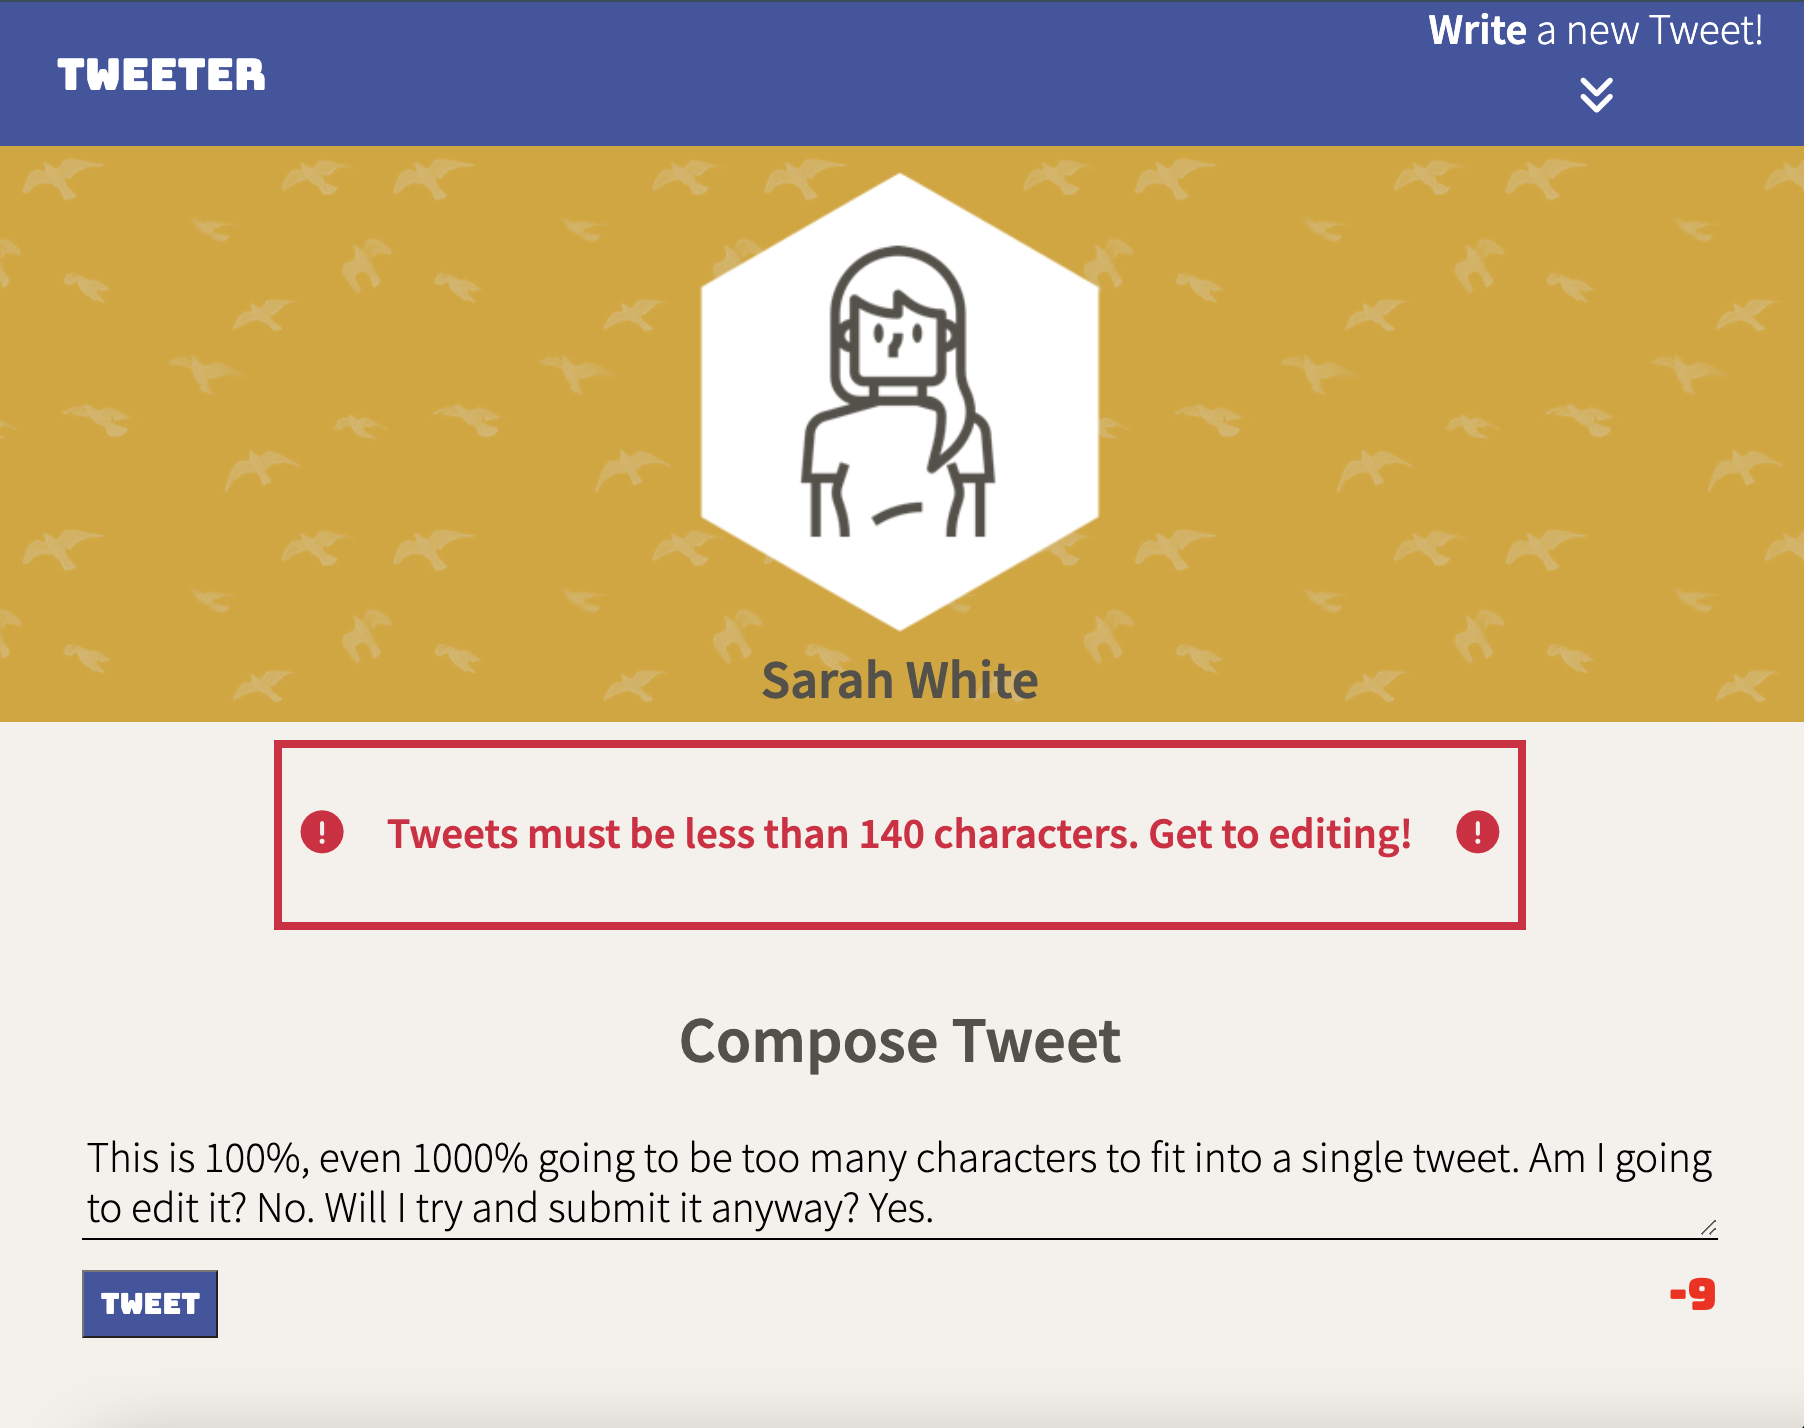 TWEETER
Write a new Tweet!
Sarah White
Tweets must be less than 140 characters. Get to editing!
Compose Tweet
This is 100%, even 1000% going to be too many characters to fit into a single tweet. Am I going
to edit it? No. Will I try and submit it anyway? Yes.
TWEET
-9